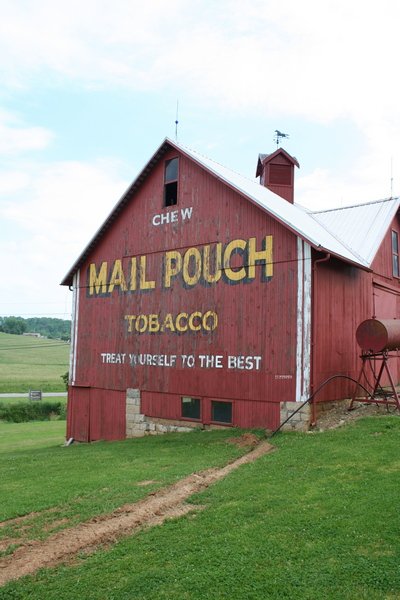 CHEW
MAIL POUCH
TOBACCO
TREAT YOURSELF TO THE BEST